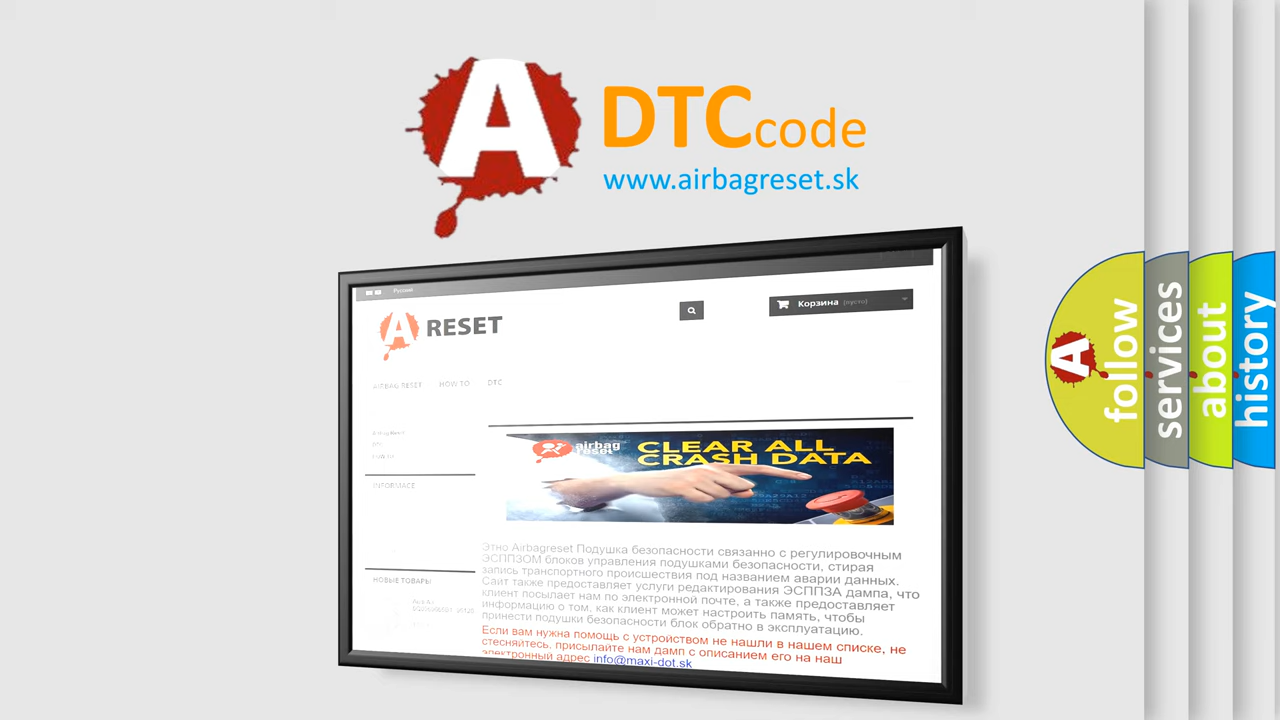 A DTCcode
www.airbagreset.sk
Русский
A RESET
Корзина (пусто)
AIRBAG RESET HOW TO DTC
INFORMACE
airbag
reset
CLEAR ALL
CRASH DATA
Этно Airbagreset Подушка безопасности связанно с регулировочным
ЭСППЗОМ блоков управления подушками безопасности, стирая
запись транспортного происшествия под названием аварии данных.
Сайт также предоставляет услуги редактирования ЭСППЗА дампа, что
клиент посылает нам по электронной почте, а также предоставляет
информацию о том, как клиент может настроить память, чтобы
принести подушки безопасности блок обратно в эксплуатацию.
Если вам нужна помощь с устройством не нашли в нашем списке, не
стесняйтесь, присылайте нам дамп с описанием его на наш
электронный адрес info@maxi-dot.sk
НОВЫЕ ТОВАРЫ
A follow
services
about
history